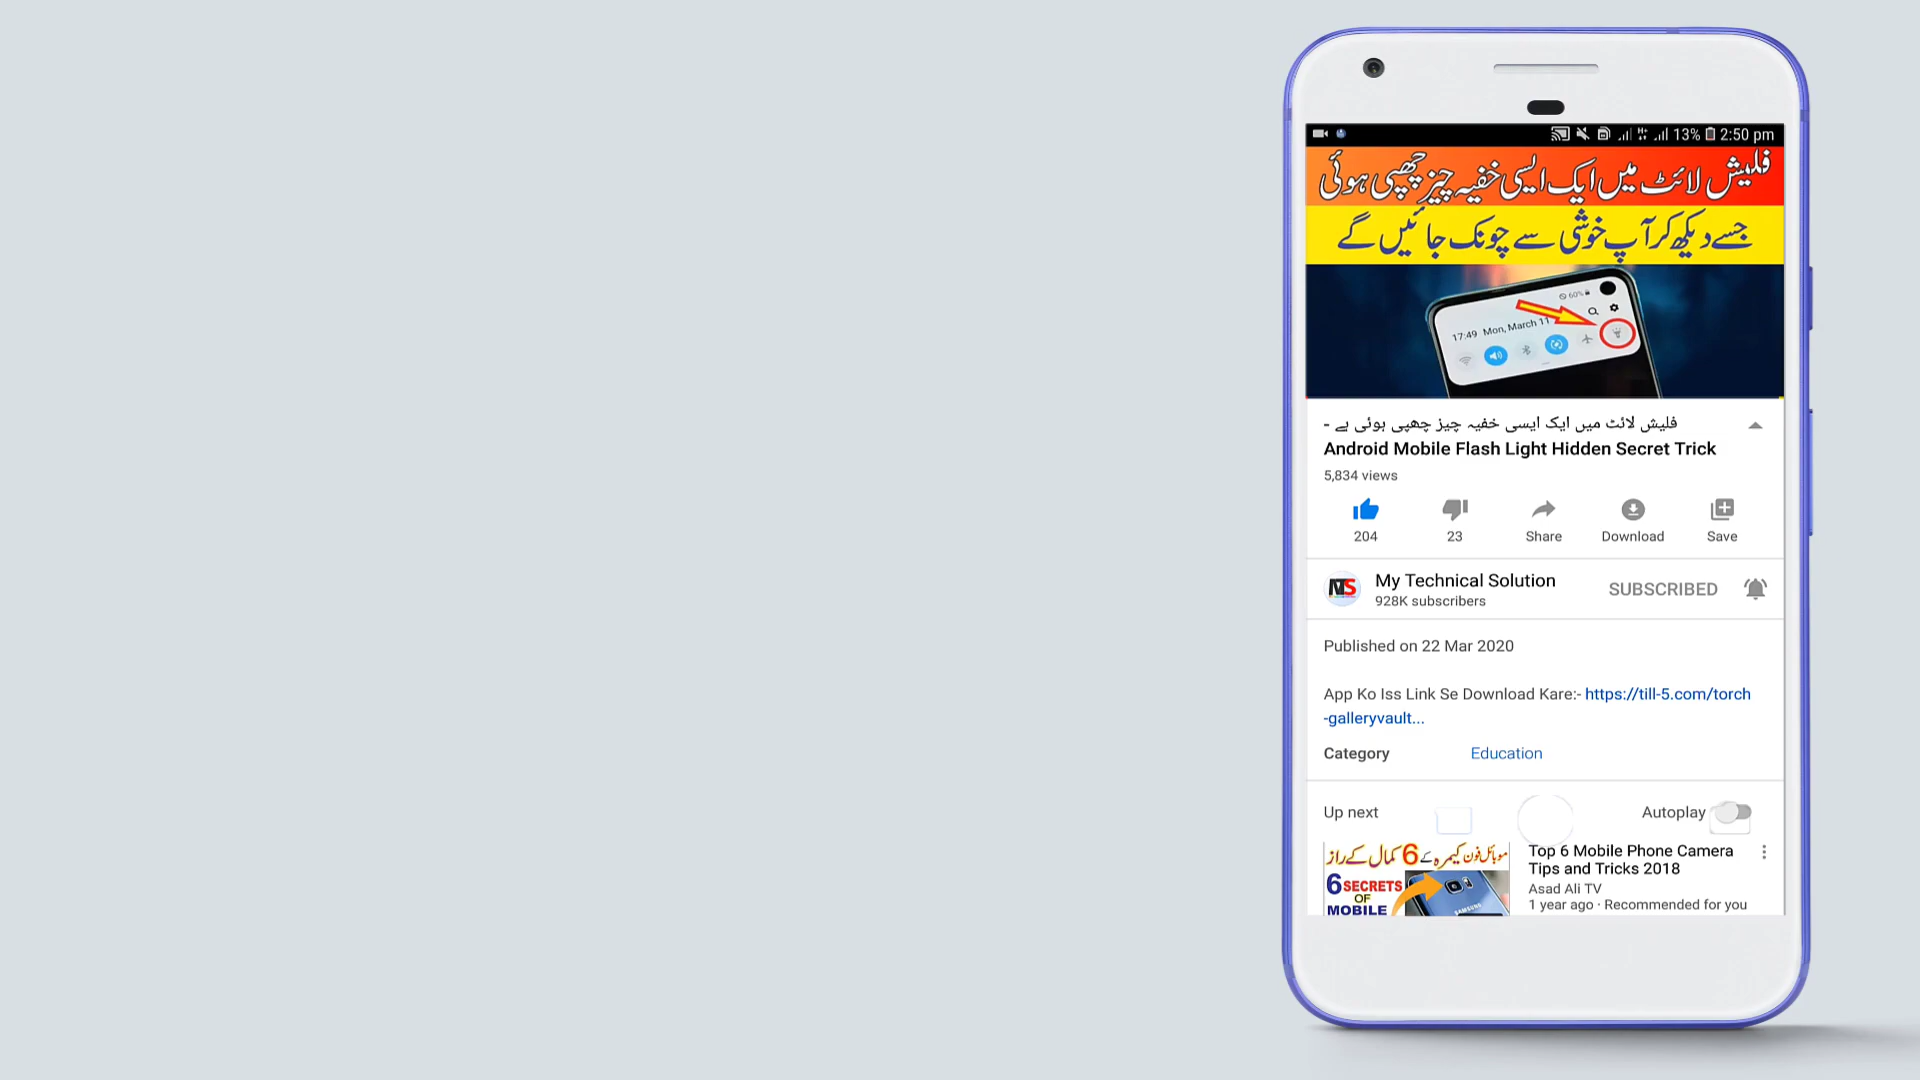 13% 2:50 pm
فلیش لائٹ میں ایک ایسی خفیہ چیز چھپی ہوئی
جسے دیکھ کر آپ خوشی سے چونک جائیں گے
60%
17:49 Mon, March 11
فلیش لائٹ میں ایک ایسی خفیہ چیز چھپی ہوئی ہے -
Android Mobile Flash Light Hidden Secret Trick
5,834 views
204 23 Share Download Save
MTS
My Technical Solution
928K subscribers
SUBSCRIBED
Published on 22 Mar 2020
App Ko Iss Link Se Download Kare:- https://till-5.com/torch
-galleryvault...
Category Education
Up next Autoplay
موبائل فون کیمرہ کے 6 کمال کے راز
6 SECRETS
OF
MOBILE
SAMSUNG
Top 6 Mobile Phone Camera
Tips and Tricks 2018
Asad Ali TV
1 year ago · Recommended for you